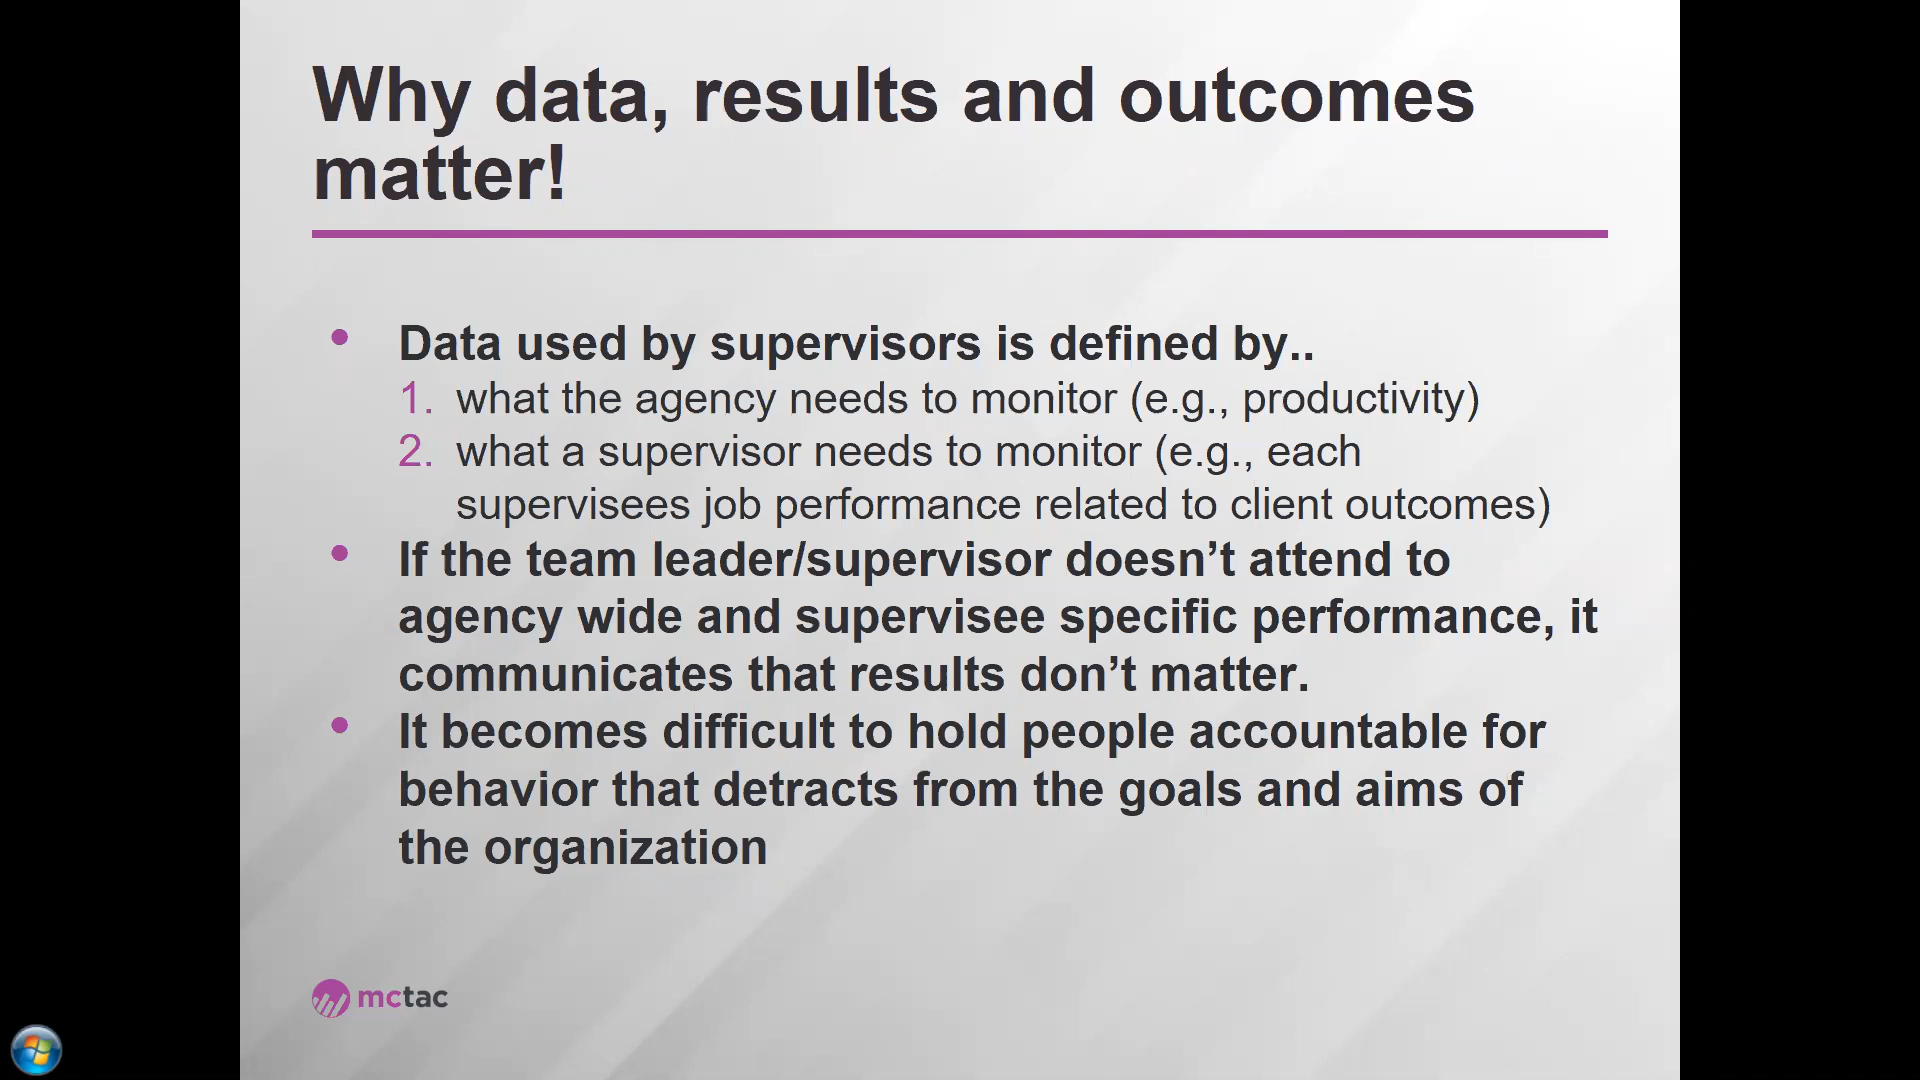 Why data, results and outcomes
matter!
• Data used by supervisors is defined by..
1. what the agency needs to monitor (e.g., productivity)
2. what a supervisor needs to monitor (e.g., each
supervisees job performance related to client outcomes)
• If the team leader/supervisor doesn’t attend to
agency wide and supervisee specific performance, it
communicates that results don’t matter.
• It becomes difficult to hold people accountable for
behavior that detracts from the goals and aims of
the organization
mctac